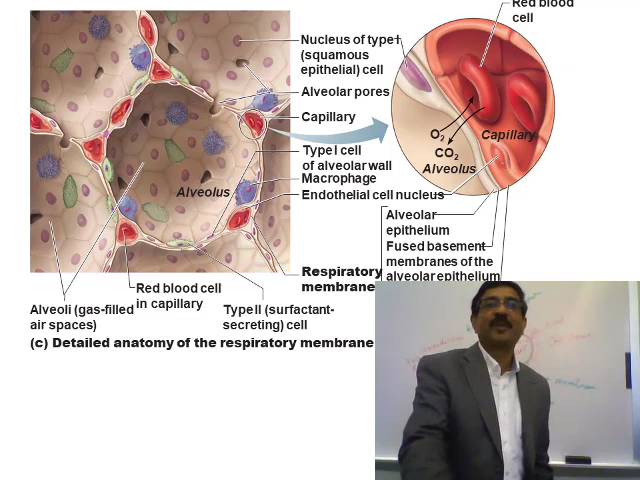 Red blood
cell
Nucleus of type I
(squamous
epithelial) cell
Alveolar pores
Capillary
O2
Capillary
CO2
Type I cell
of alveolar wall
Alveolus
Macrophage
Alveolus
Endothelial cell nucleus
Alveolar
epithelium
Fused basement
membranes of the
alveolar epithelium
Respiratory
membrane
Red blood cell
in capillary
Alveoli (gas-filled
air spaces)
Type II (surfactant-
secreting) cell
(c) Detailed anatomy of the respiratory membrane